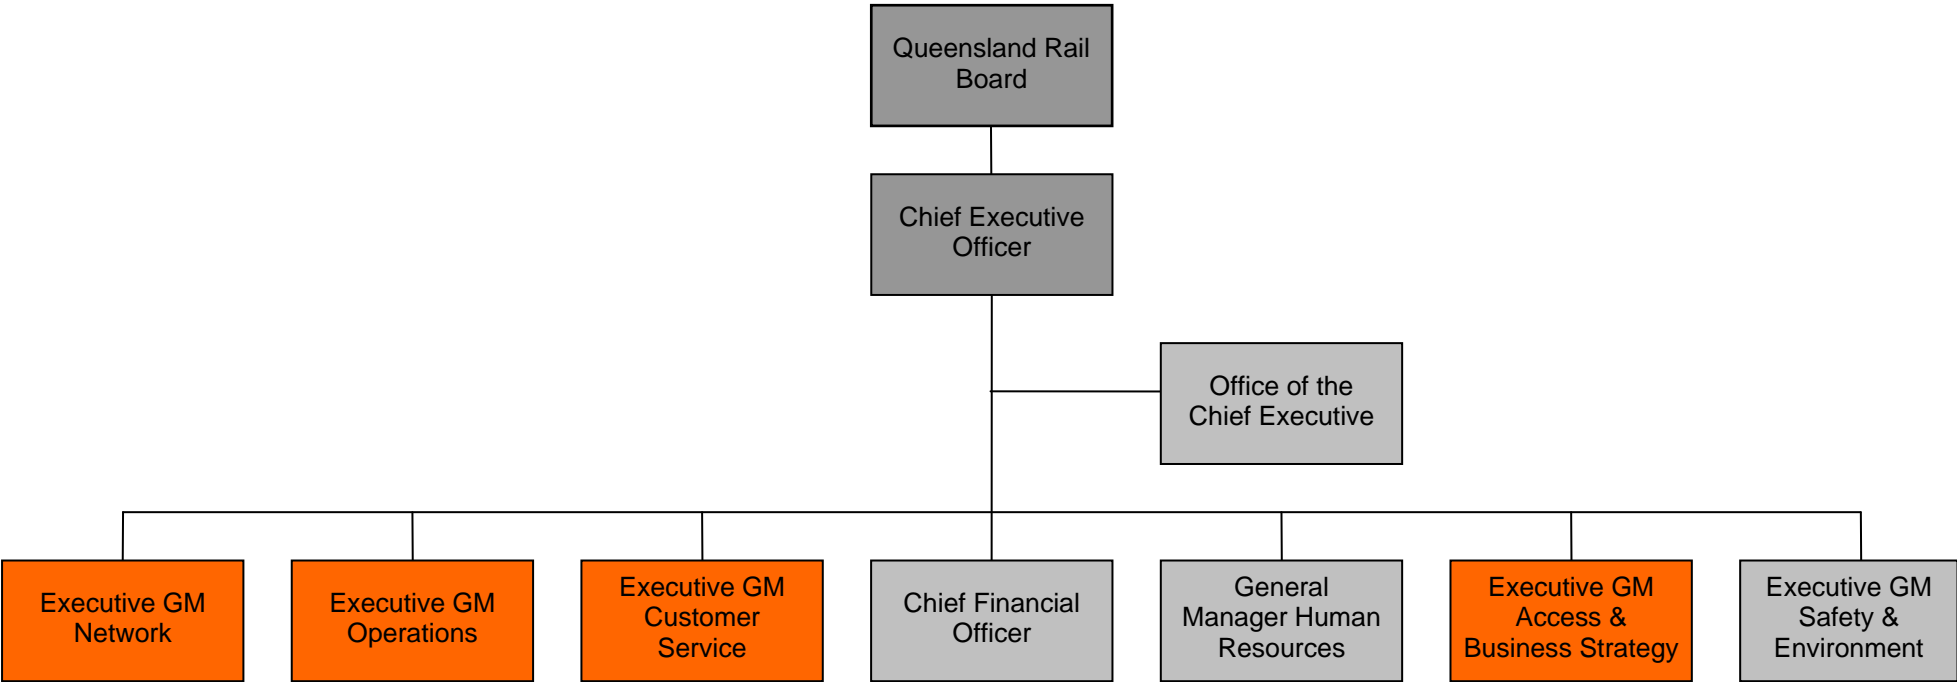 Queensland Rail
Board
Chief Executive
Officer
Office of the
Chief Executive
Executive GM
Network
Executive GM
Operations
Executive GM
Customer
Service
Chief Financial
Officer
General
Manager Human
Resources
Executive GM
Access &
Business Strategy
Executive GM
Safety &
Environment